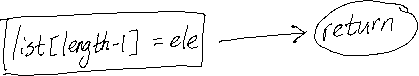 list[length-1] = ele
return